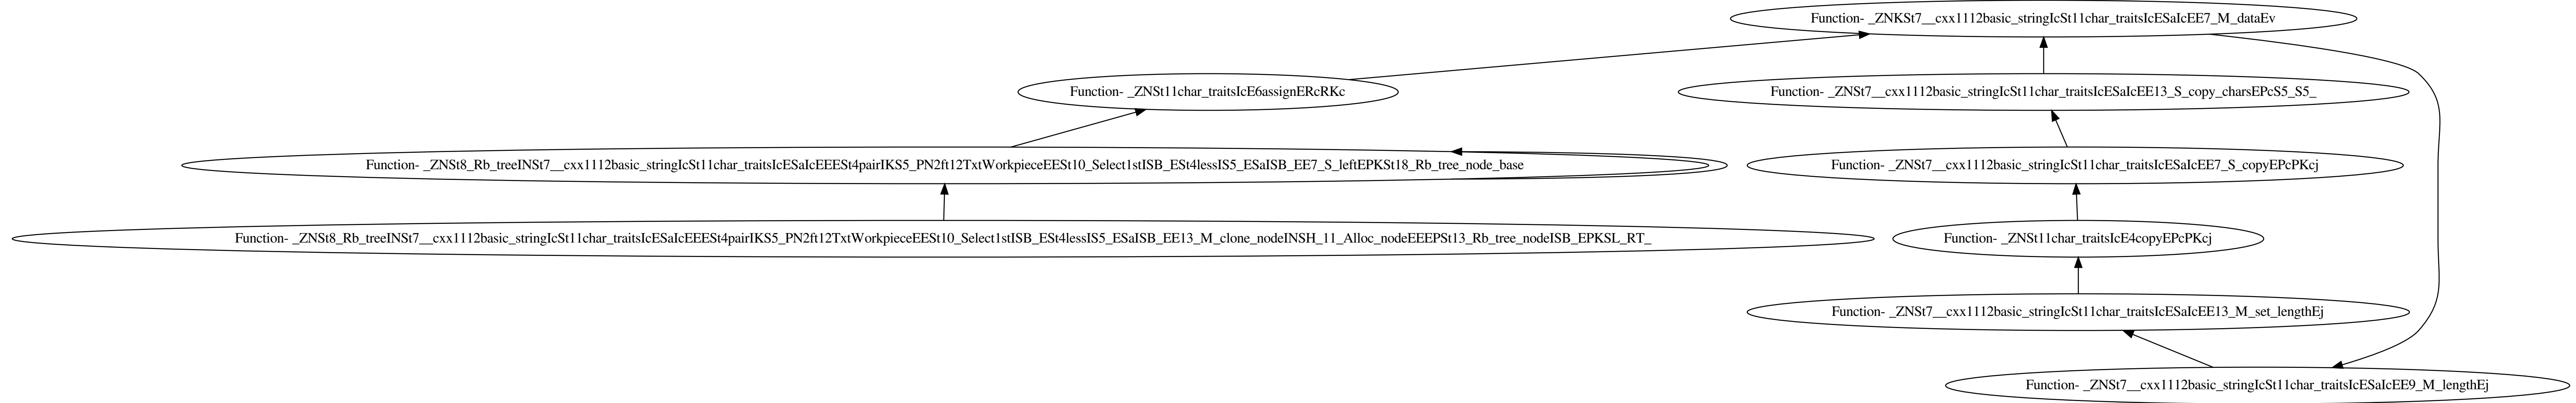 Function- _ZNKSt7__cxx1112basic_stringIcSt11char_traitsIcESaIcEE7_M_dataEv
Function- _ZNSt11char_traitsIcE6assignERcRKc
Function- _ZNSt7__cxx1112basic_stringIcSt11char_traitsIcESaIcEE13_S_copy_charsEPcS5_S5_
Function- _ZNSt8_Rb_treeINSt7__cxx1112basic_stringIcSt11char_traitsIcESaIcEEESt4pairIKS5_PN2ft12TxtWorkpieceEESt10_Select1stISB_ESt4lessIS5_ESaISB_EE7_S_leftEPKSt18_Rb_tree_node_base
Function- _ZNSt7__cxx1112basic_stringIcSt11char_traitsIcESaIcEE7_S_copyEPcPKcj
Function- _ZNSt8_Rb_treeINSt7__cxx1112basic_stringIcSt11char_traitsIcESaIcEEESt4pairIKS5_PN2ft12TxtWorkpieceEESt10_Select1stISB_ESt4lessIS5_ESaISB_EE13_M_clone_nodeINSH_11_Alloc_nodeEEEPSt13_Rb_tree_nodeISB_EPKSL_RT_
Function- _ZNSt11char_traitsIcE4copyEPcPKcj
Function- _ZNSt7__cxx1112basic_stringIcSt11char_traitsIcESaIcEE13_M_set_lengthEj
Function- _ZNSt7__cxx1112basic_stringIcSt11char_traitsIcESaIcEE9_M_lengthEj